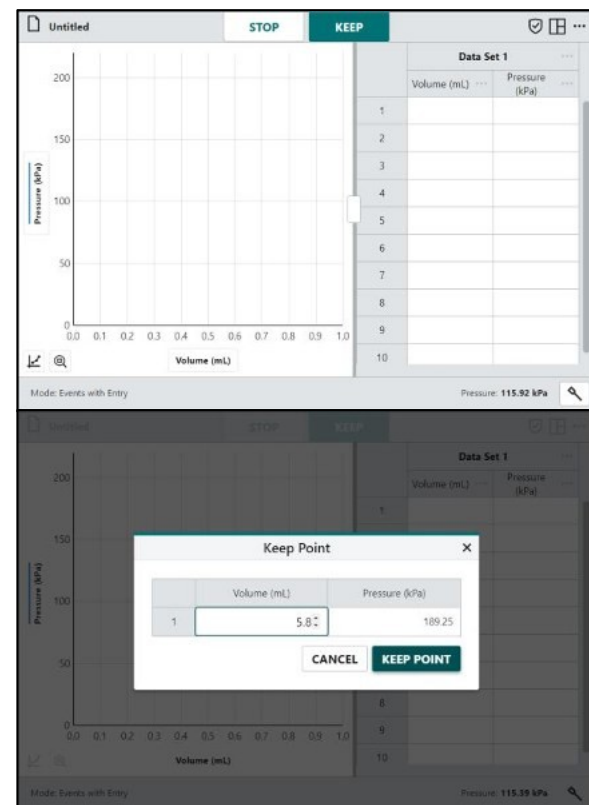 Untitled
STOP
KEEP
Data Set 1
Volume (mL)
Pressure
(kPa)
200
150
100
50
0
Pressure (kPa)
0.0 0.1 0.2 0.3 0.4 0.5 0.6 0.7 0.8 0.9 1.0
Volume (mL)
1
2
3
4
5
6
7
8
9
10
Mode: Events with Entry
Pressure: 115.92 kPa
Untitled
STOP
KEEP
Data Set 1
Volume (mL)
Pressure
(kPa)
1
200
150
100
50
0
Pressure (kPa)
Keep Point
Volume (mL) Pressure (kPa)
1 5.8 189.25
CANCEL KEEP POINT
8
9
10
0.0 0.1 0.2 0.3 0.4 0.5 0.6 0.7 0.8 0.9 1.0
Volume (mL)
Mode: Events with Entry
Pressure: 115.39 kPa